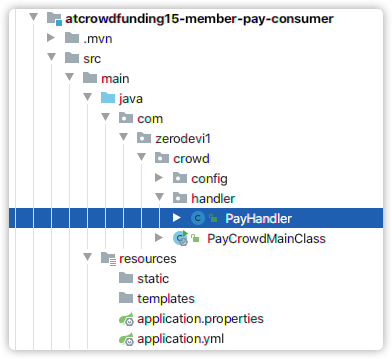 atcrowdfunding15-member-pay-consumer
.mvn
src
main
java
com
zerodevi1
crowd
config
handler
PayHandler
PayCrowdMainClass
resources
static
templates
application.properties
application.yml